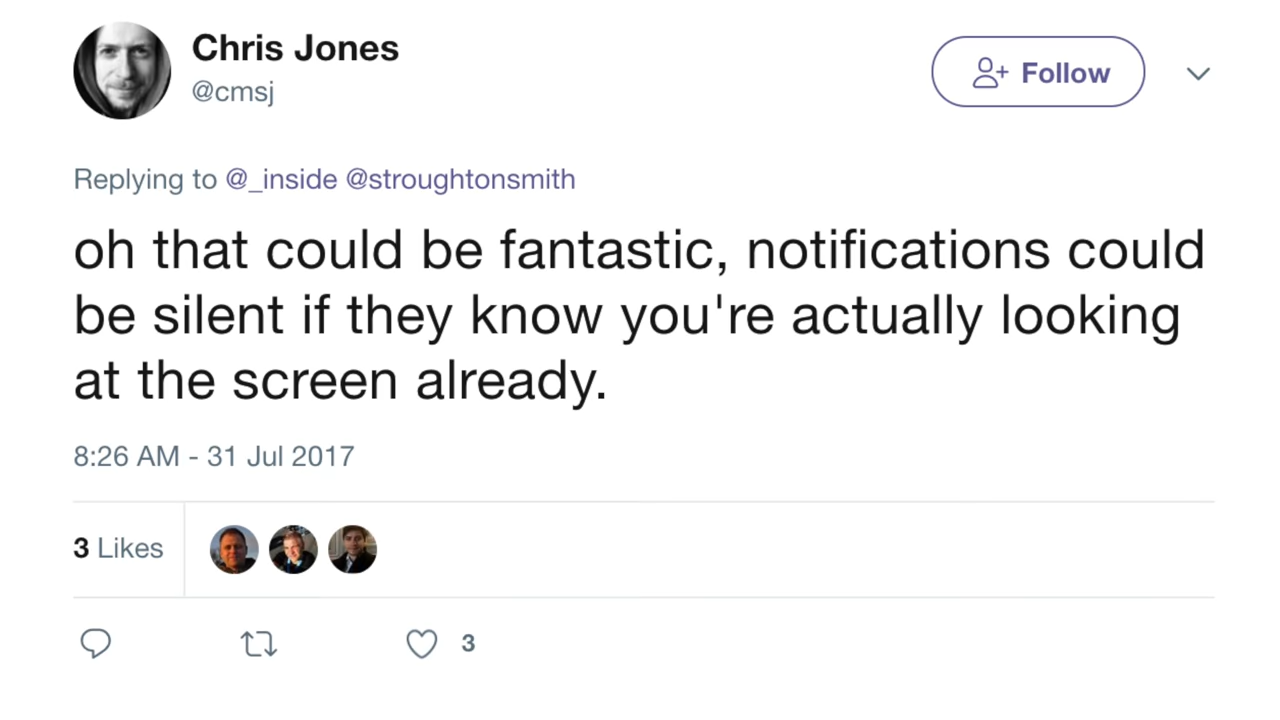 Chris Jones
@cmsj
Follow
Replying to @_inside @stroughtonsmith
oh that could be fantastic, notifications could
be silent if they know you're actually looking
at the screen already.
8:26 AM - 31 Jul 2017
3 Likes
3